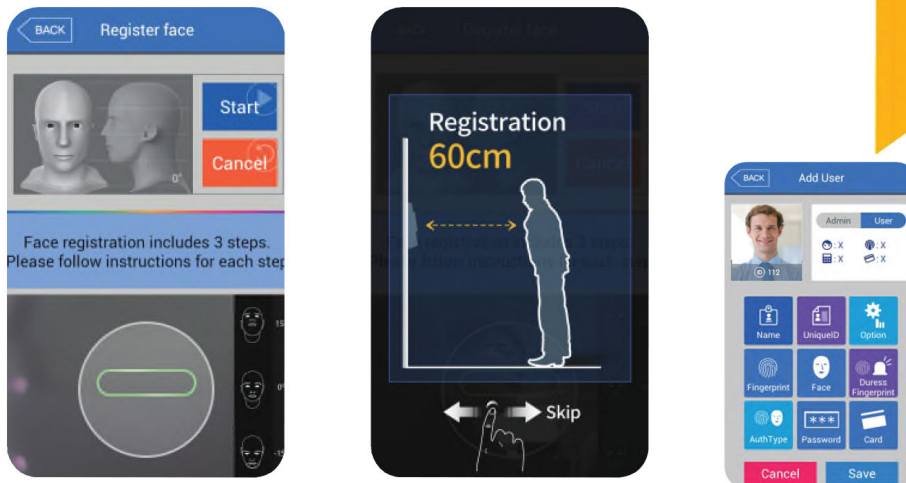 BACK
Register face
Start
Cancel
0°
Face registration includes 3 steps.
Please follow instructions for each step
15
0°
-15
Registration
60cm
Skip
BACK
Add User
Admin
User
: X
: X
: X
: X
ID 112
Name
UniqueID
Option
Fingerprint
Face
Duress
Fingerprint
AuthType
Password
Card
Cancel
Save